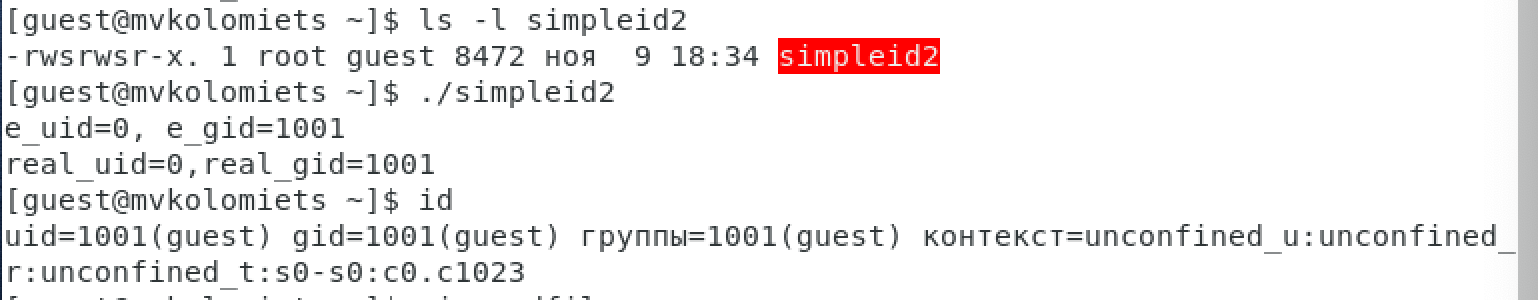 [guest@mvkolomiets ~]$ ls -l simpleid2
-rwsrwsr-x. 1 root guest 8472 ноя  9 18:34 simpleid2
[guest@mvkolomiets ~]$ ./simpleid2
e_uid=0, e_gid=1001
real_uid=0,real_gid=1001
[guest@mvkolomiets ~]$ id
uid=1001(guest) gid=1001(guest) группы=1001(guest) контекст=unconfined_u:unconfined_
r:unconfined_t:s0-s0:c0.c1023